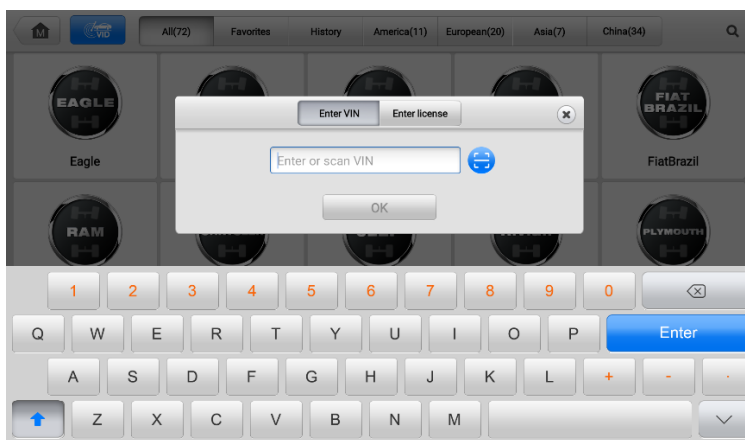 M VID All(72) Favorites History America(11) European(20) Asia(7) China(34)
EAGLE FIAT BRAZIL
Enter VIN Enter license
Enter or scan VIN
Eagle FiatBrazil
OK
RAM PLYMOUTH
1 2 3 4 5 6 7 8 9 0
Q W E R T Y U I O P Enter
A S D F G H J K L + - .
Z X C V B N M